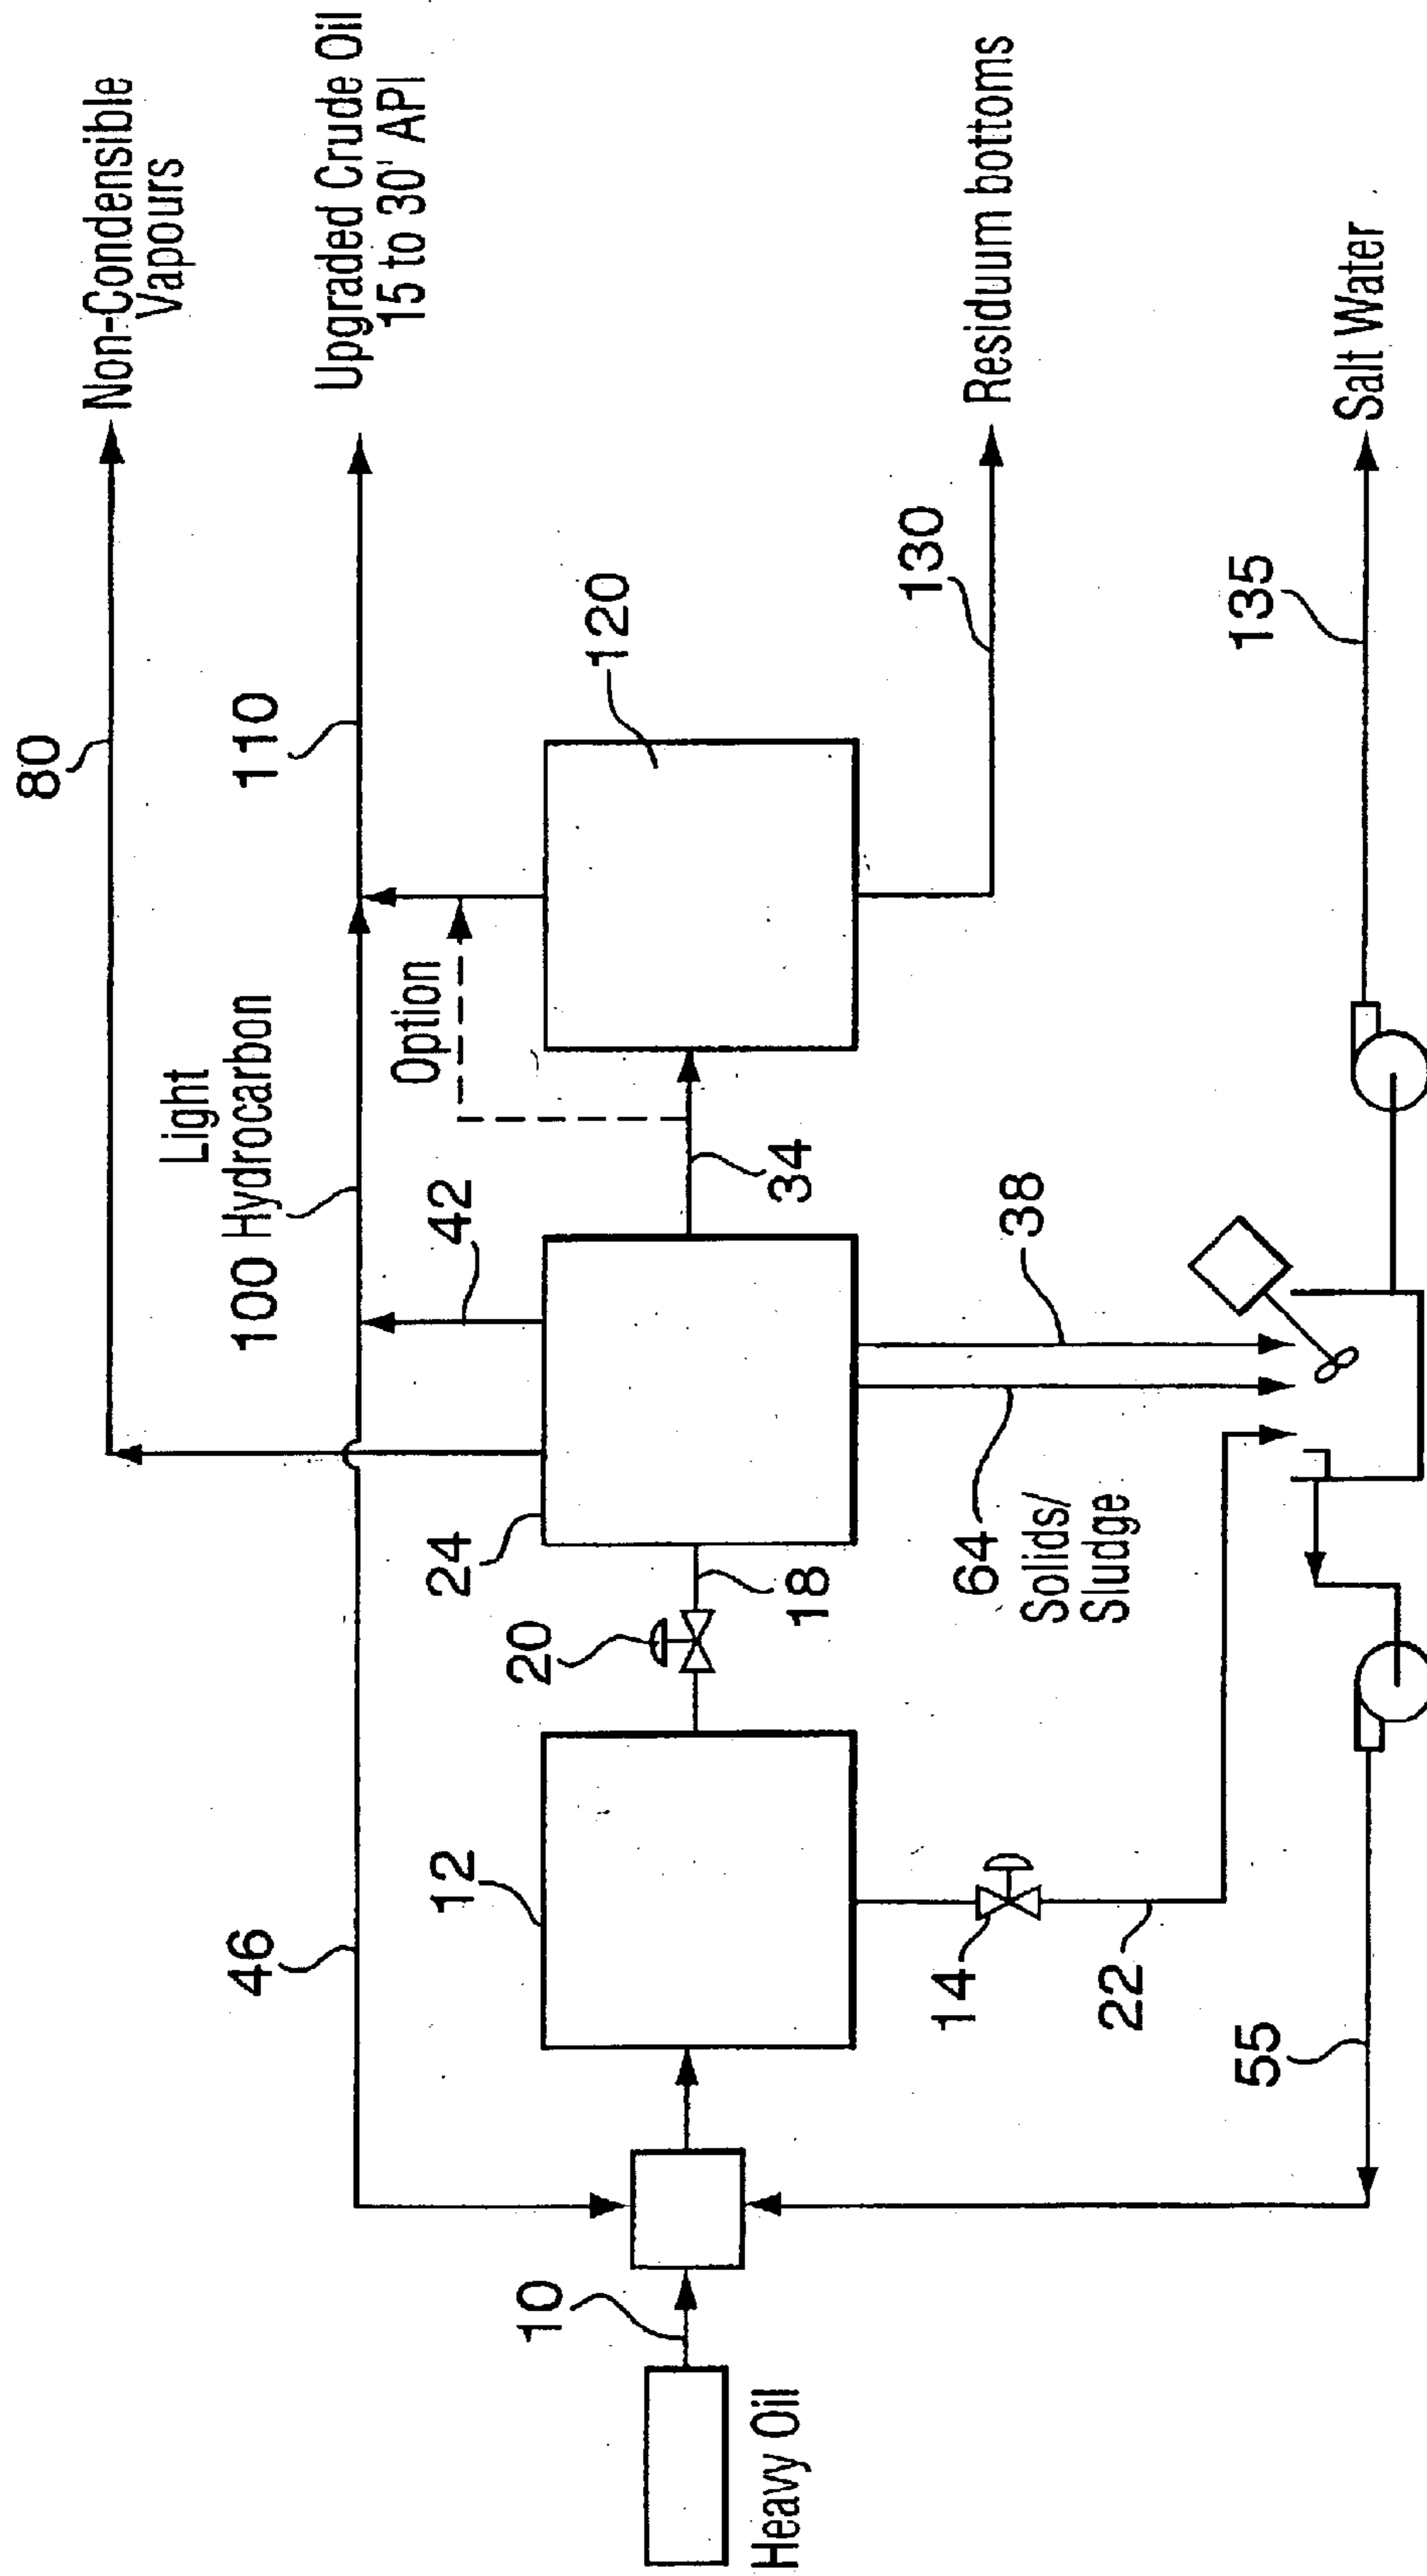 80
Non-Condensible
Vapours
46
Light
100 Hydrocarbon
110
Upgraded Crude Oil
15 to 30' API
42
Option
12
24
120
10
20
18
34
Heavy Oil
14
22
64
Solids/
Sludge
38
130
Residuum bottoms
55
135
Salt Water